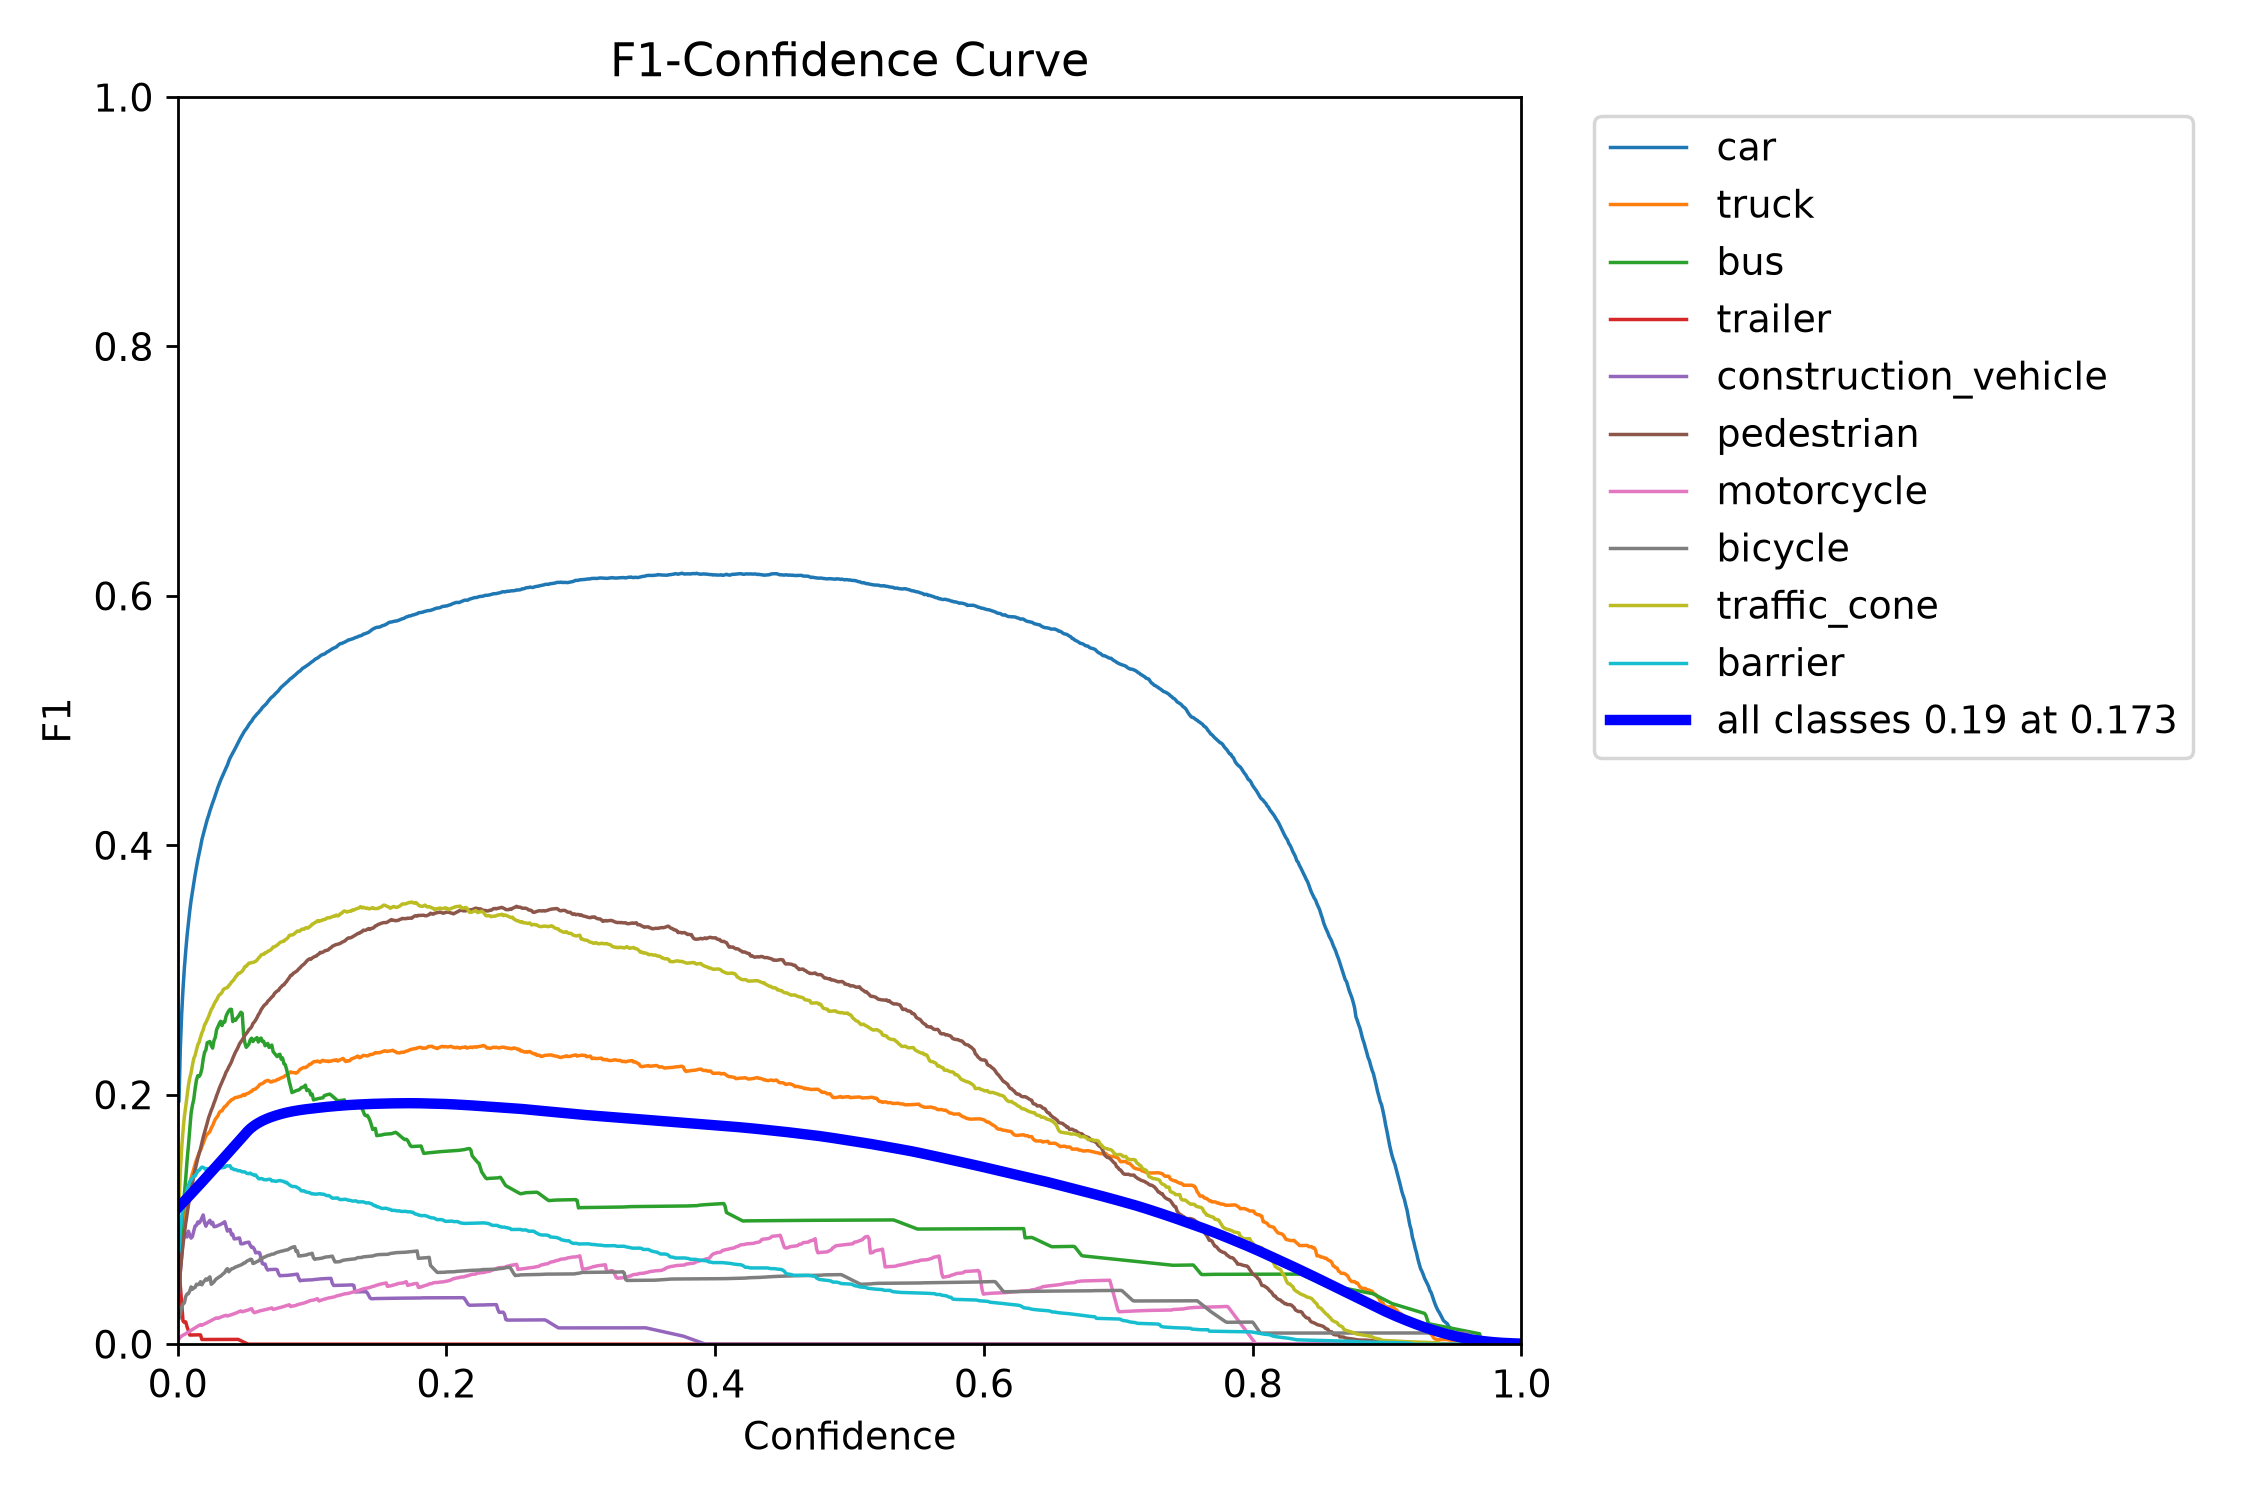 F1-Confidence Curve
1.0
0.8
0.6
0.4
0.2
0.0
F1
0.0 0.2 0.4 0.6 0.8 1.0
Confidence
car
truck
bus
trailer
construction_vehicle
pedestrian
motorcycle
bicycle
traffic_cone
barrier
all classes 0.19 at 0.173